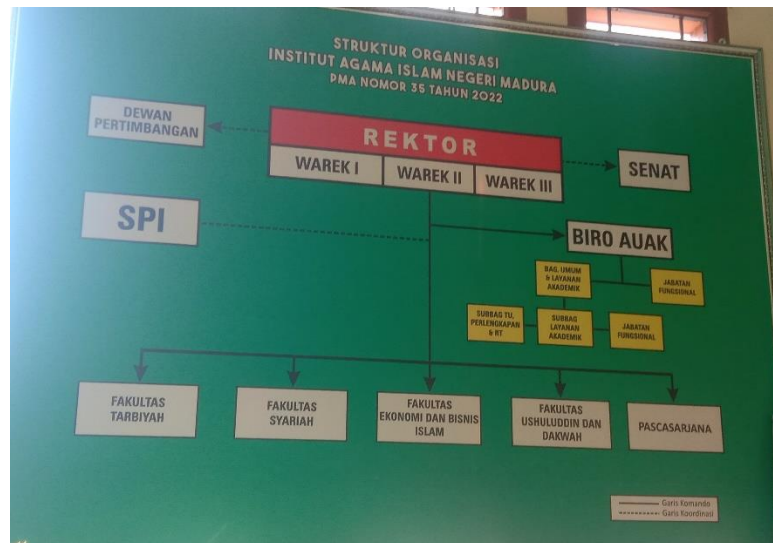 STRUKTUR ORGANISASI
INSTITUT AGAMA ISLAM NEGERI MADURA
PMA NOMOR 35 TAHUN 2022
DEWAN
PERTIMBANGAN
REKTOR
WAREK I
WAREK II
WAREK III
SENAT
SPI
BIRO AUAK
BAG. UMUM
& LAYANAN
AKADEMIK
JABATAN
FUNGSIONAL
SUBBAG TU,
PERLENGKAPAN
& RT
SUBBAG
LAYANAN
AKADEMIK
JABATAN
FUNGSIONAL
FAKULTAS
TARBIYAH
FAKULTAS
SYARIAH
FAKULTAS
EKONOMI DAN BISNIS
ISLAM
FAKULTAS
USHULUDDIN DAN
DAKWAH
PASCASARJANA
Garis Komando
Garis Koordinasi